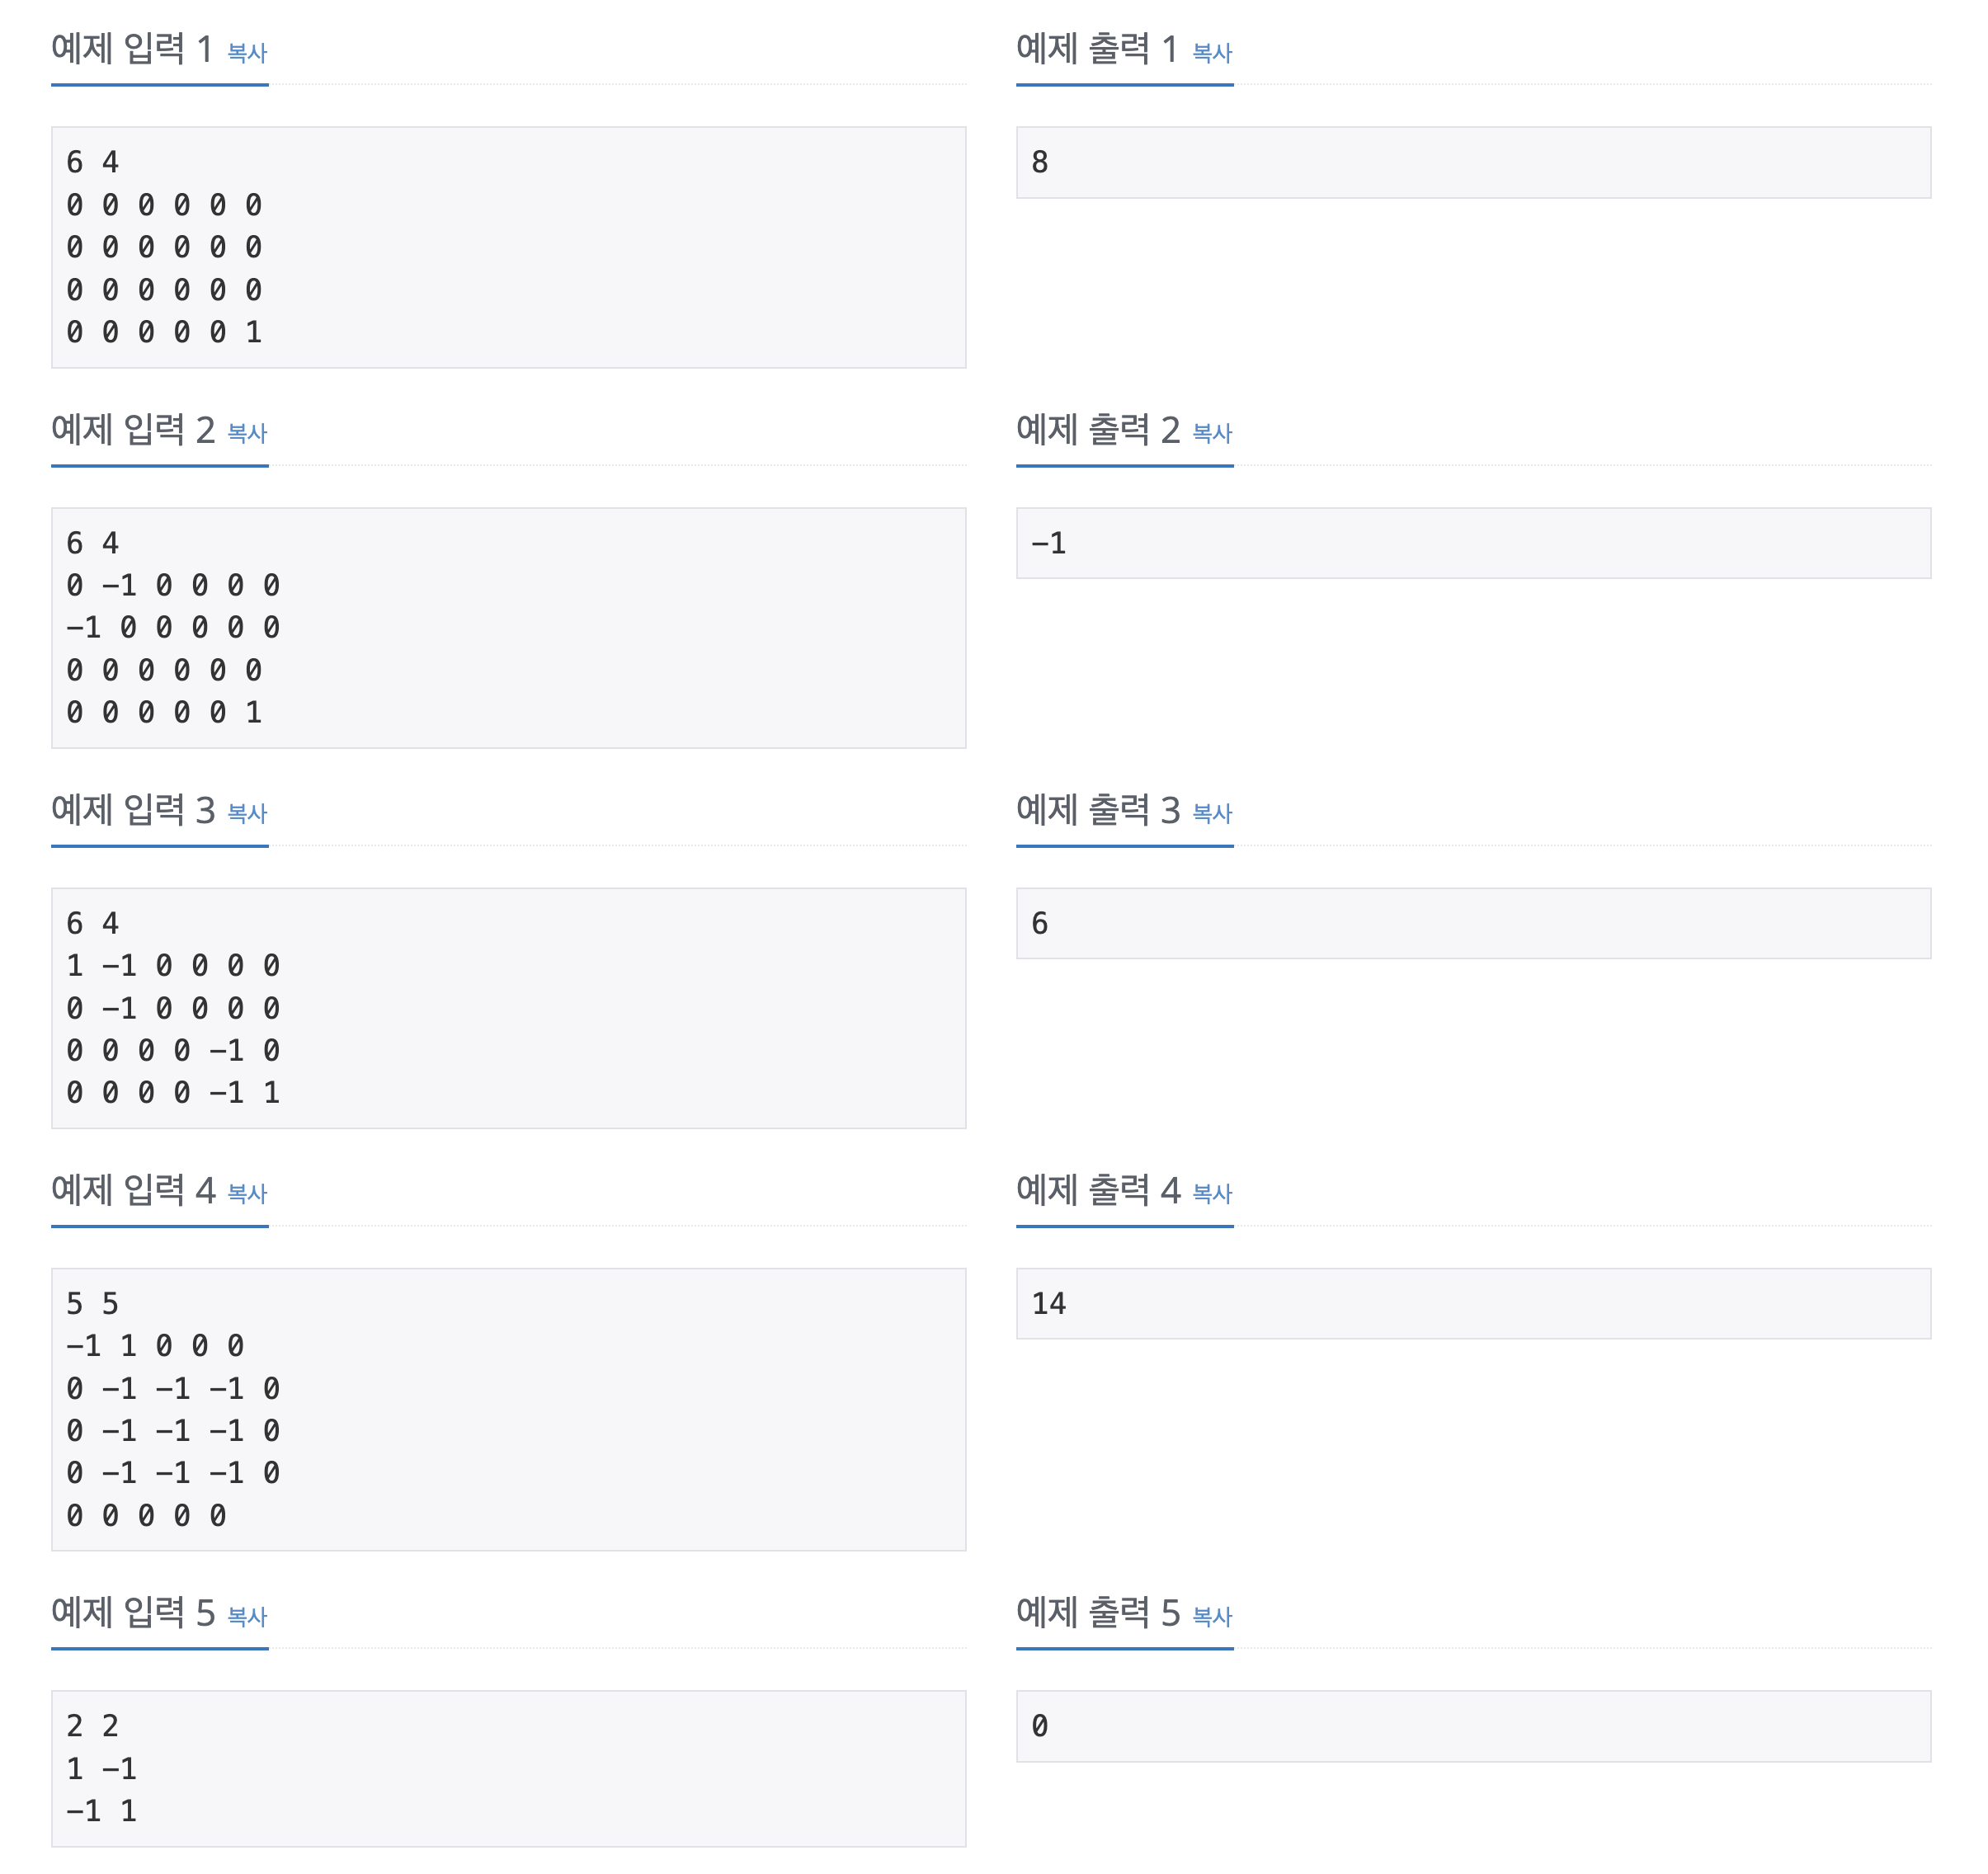 예제 입력 1 복사
예제 출력 1 복사
6 4
0 0 0 0 0 0
0 0 0 0 0 0
0 0 0 0 0 0
0 0 0 0 0 1
8
예제 입력 2 복사
예제 출력 2 복사
6 4
0 -1 0 0 0 0
-1 0 0 0 0 0
0 0 0 0 0 0
0 0 0 0 0 1
-1
예제 입력 3 복사
예제 출력 3 복사
6 4
1 -1 0 0 0 0
0 -1 0 0 0 0
0 0 0 0 -1 0
0 0 0 0 -1 1
6
예제 입력 4 복사
예제 출력 4 복사
5 5
-1 1 0 0 0
0 -1 -1 -1 0
0 -1 -1 -1 0
0 -1 -1 -1 0
0 0 0 0 0
14
예제 입력 5 복사
예제 출력 5 복사
2 2
1 -1
-1 1
0